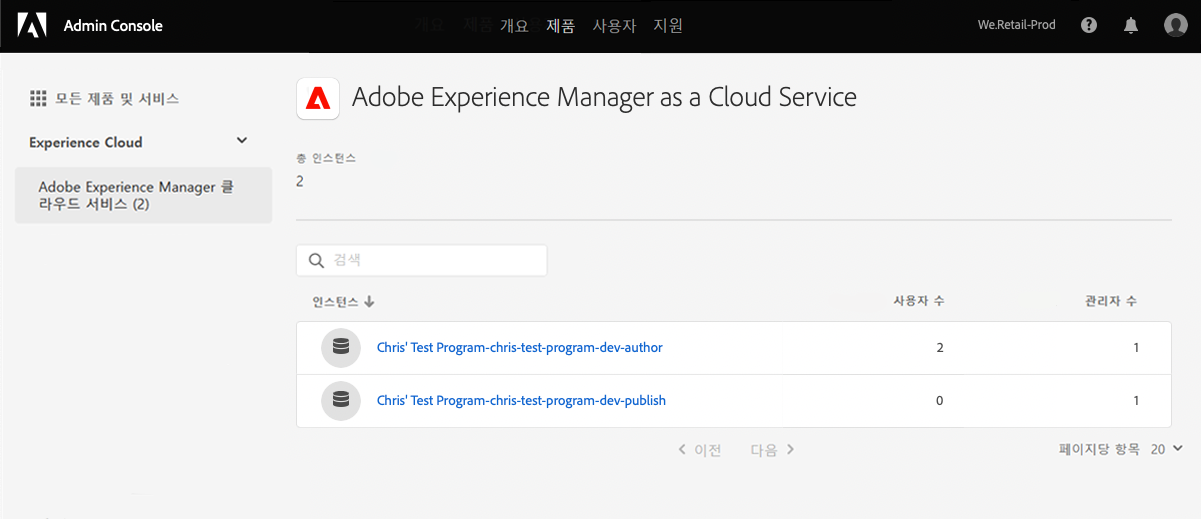 Admin Console 개요 제품 사용자 지원 We.Retail-Prod
모든 제품 및 서비스
Experience Cloud
Adobe Experience Manager 클
라우드 서비스 (2)
Adobe Experience Manager as a Cloud Service
총 인스턴스
2
검색
인스턴스 사용자 수 관리자 수
Chris' Test Program-chris-test-program-dev-author 2 1
Chris' Test Program-chris-test-program-dev-publish 0 1
이전 다음 페이지당 항목 20